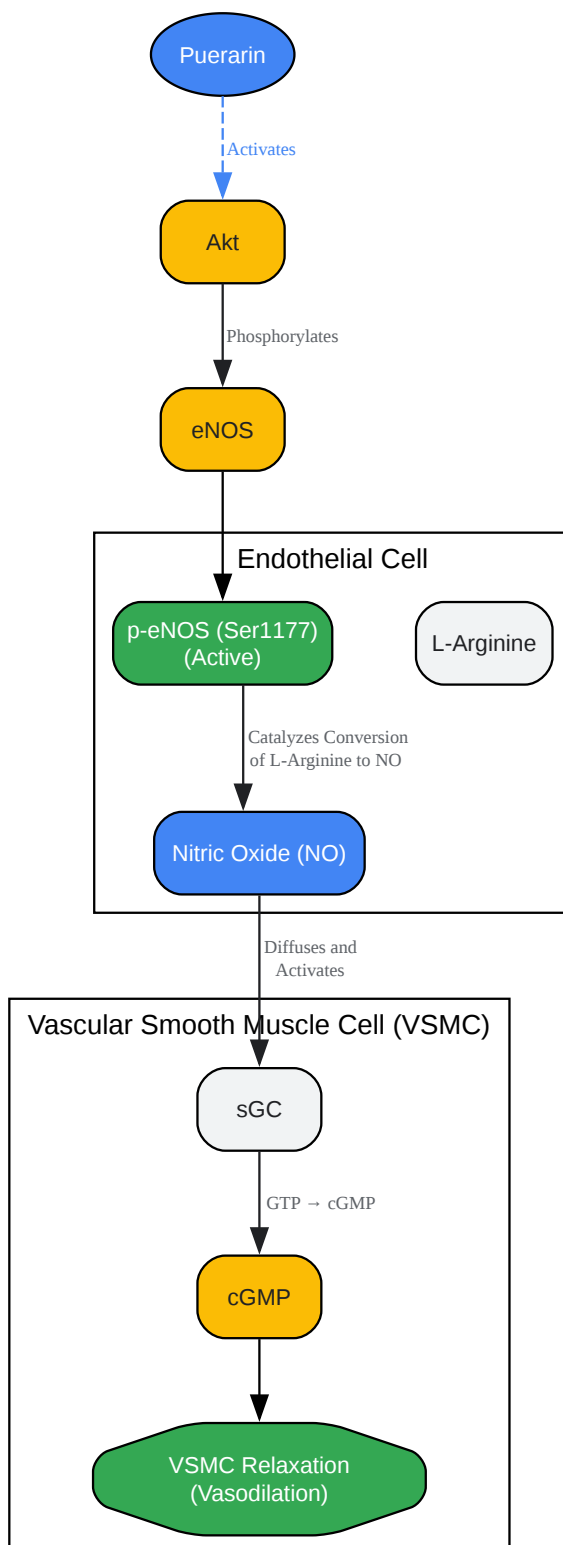 Puerarin
Activates
Akt
Phosphorylates
eNOS
Endothelial Cell
p-eNOS (Ser1177)
(Active)
L-Arginine
Catalyzes Conversion
of L-Arginine to NO
Nitric Oxide (NO)
Diffuses and
Activates
Vascular Smooth Muscle Cell (VSMC)
sGC
GTP → cGMP
cGMP
VSMC Relaxation
(Vasodilation)